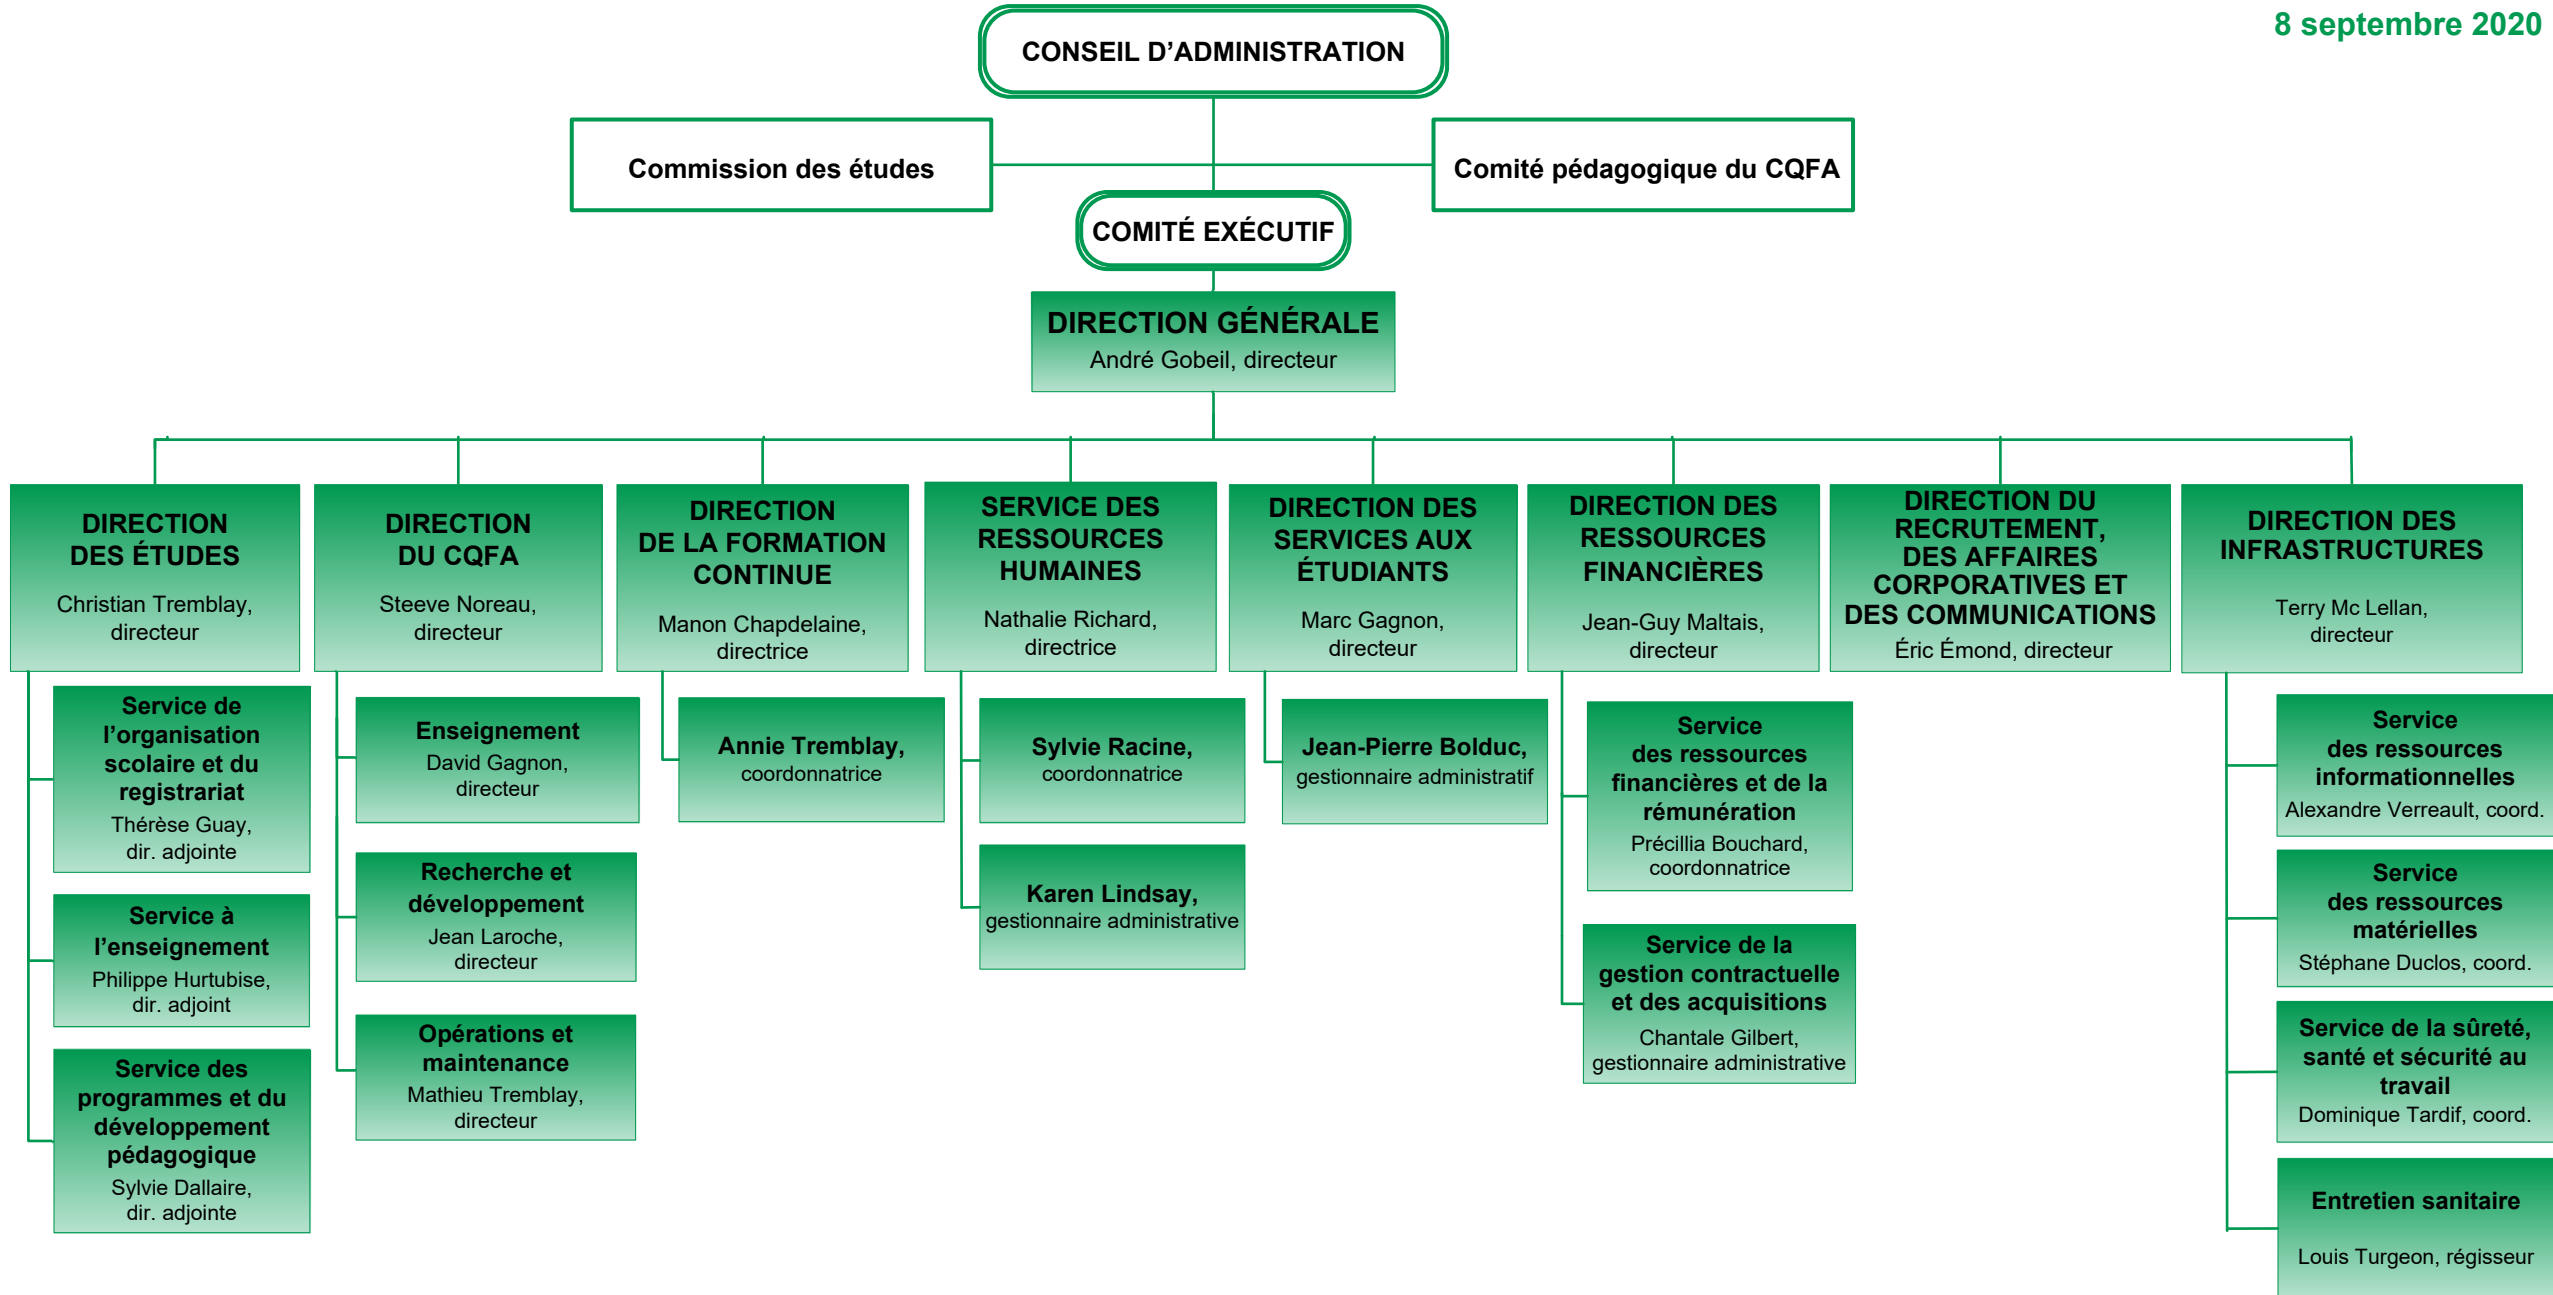 8 septembre 2020
CONSEIL D’ADMINISTRATION
Commission des études
Comité pédagogique du CQFA
COMITÉ EXÉCUTIF
DIRECTION GÉNÉRALE
André Gobeil, directeur
DIRECTION
DES ÉTUDES
Christian Tremblay,
directeur
Service de
l’organisation
scolaire et du
registrariat
Thérèse Guay,
dir. adjointe
Service à
l’enseignement
Philippe Hurtubise,
dir. adjoint
Service des
programmes et du
développement
pédagogique
Sylvie Dallaire,
dir. adjointe
DIRECTION
DU CQFA
Steeve Noreau,
directeur
Enseignement
David Gagnon,
directeur
Recherche et
développement
Jean Laroche,
directeur
Opérations et
maintenance
Mathieu Tremblay,
directeur
DIRECTION
DE LA FORMATION
CONTINUE
Manon Chapdelaine,
directrice
Annie Tremblay,
coordonnatrice
SERVICE DES
RESSOURCES
HUMAINES
Nathalie Richard,
directrice
Sylvie Racine,
coordonnatrice
Karen Lindsay,
gestionnaire administrative
DIRECTION DES
SERVICES AUX
ÉTUDIANTS
Marc Gagnon,
directeur
Jean-Pierre Bolduc,
gestionnaire administratif
DIRECTION DES
RESSOURCES
FINANCIÈRES
Jean-Guy Maltais,
directeur
Service
des ressources
financières et de la
rémunération
Précillia Bouchard,
coordonnatrice
Service de la
gestion contractuelle
et des acquisitions
Chantale Gilbert,
gestionnaire administrative
DIRECTION DU
RECRUTEMENT,
DES AFFAIRES
CORPORATIVES ET
DES COMMUNICATIONS
Éric Émond, directeur
DIRECTION DES
INFRASTRUCTURES
Terry Mc Lellan,
directeur
Service
des ressources
informationnelles
Alexandre Verreault, coord.
Service
des ressources
matérielles
Stéphane Duclos, coord.
Service de la sûreté,
santé et sécurité au
travail
Dominique Tardif, coord.
Entretien sanitaire
Louis Turgeon, régisseur